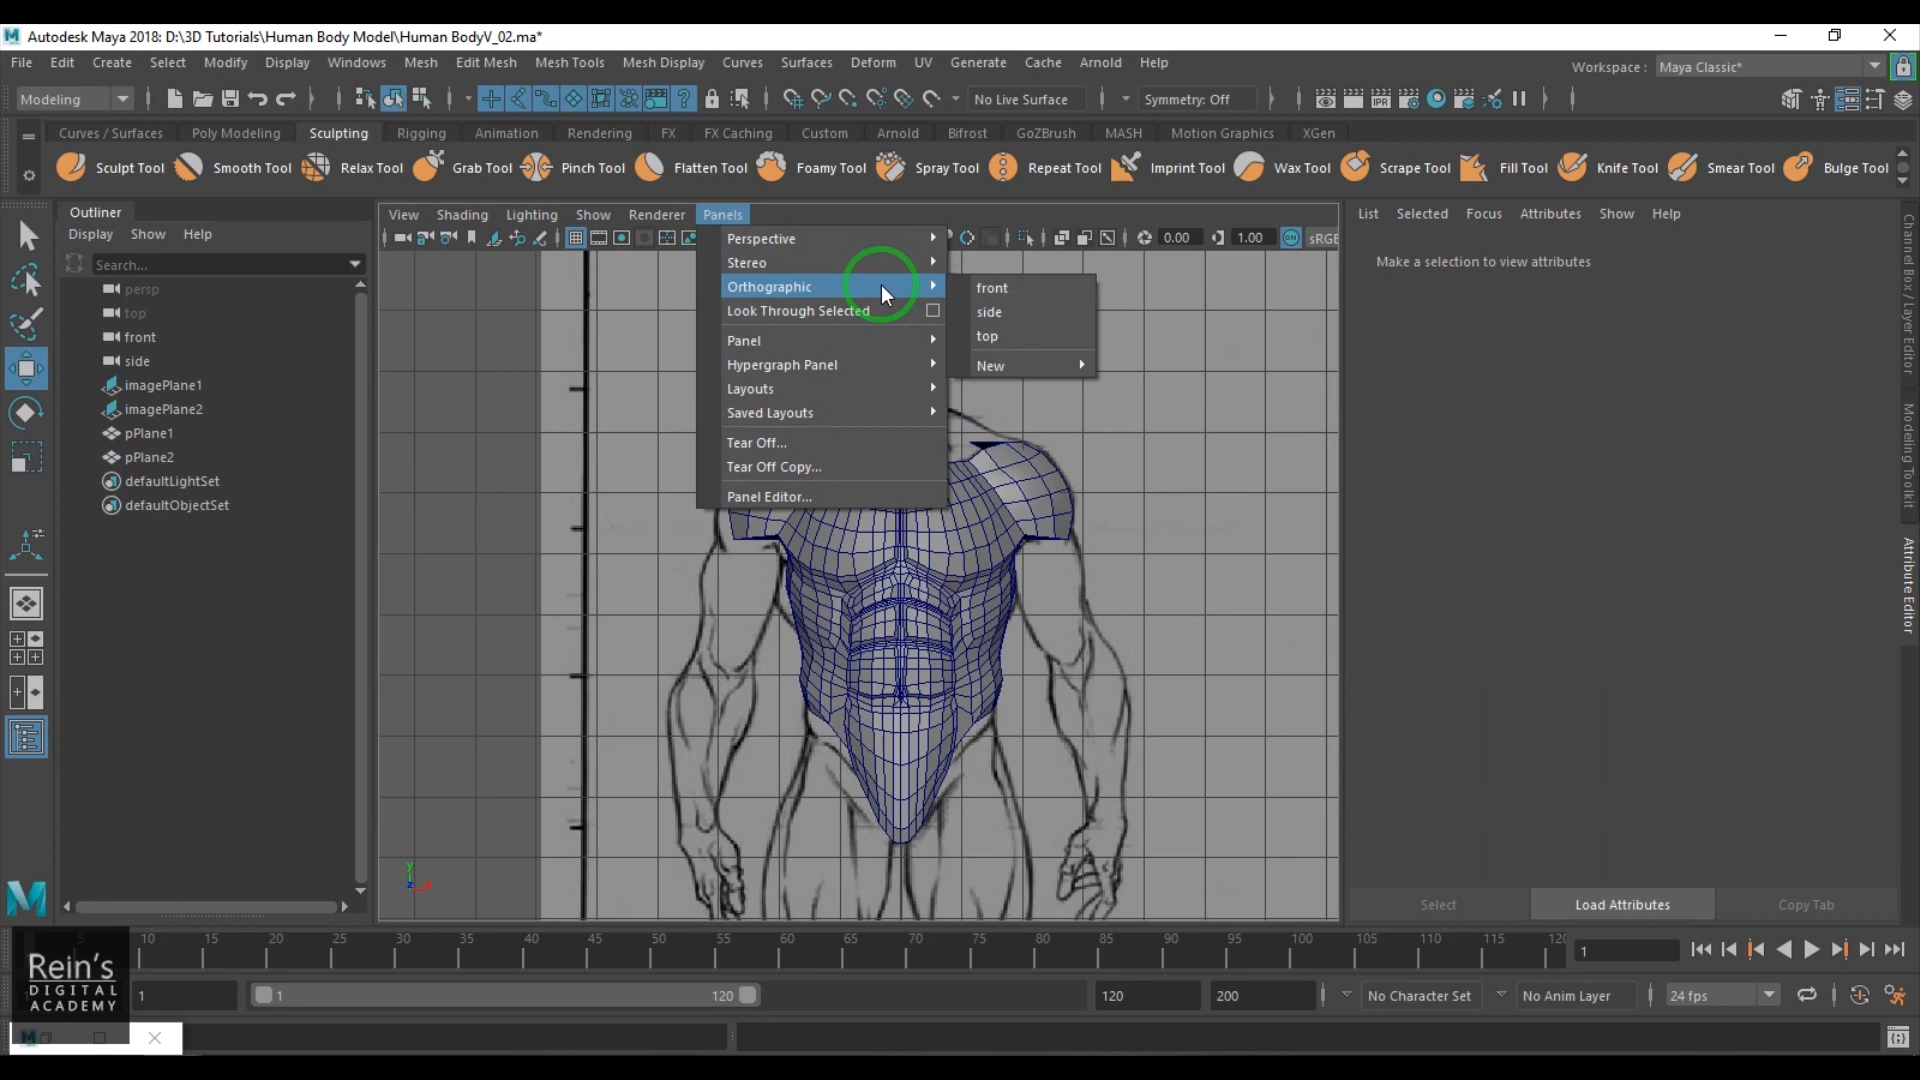 Autodesk Maya 2018: D:\3D Tutorials\Human Body Model\Human BodyV_02.ma*
File Edit Create Select Modify Display Windows Mesh Edit Mesh Mesh Tools Mesh Display Curves Surfaces Deform UV Generate Cache Arnold Help
Workspace : Maya Classic*
Modeling No Live Surface Symmetry: Off
Curves / Surfaces Poly Modeling Sculpting Rigging Animation Rendering FX FX Caching Custom Arnold Bifrost GoZBrush MASH Motion Graphics XGen
Sculpt Tool Smooth Tool Relax Tool Grab Tool Pinch Tool Flatten Tool Foamy Tool Spray Tool Repeat Tool Imprint Tool Wax Tool Scrape Tool Fill Tool Knife Tool Smear Tool Bulge Tool
Outliner
Display Show Help
Search...
persp
top
front
side
imagePlane1
imagePlane2
pPlane1
pPlane2
defaultLightSet
defaultObjectSet
View Shading Lighting Show Renderer Panels
0.00 1.00 ON sRGB
Perspective
Stereo
Orthographic
Look Through Selected
Panel
Hypergraph Panel
Layouts
Saved Layouts
Tear Off...
Tear Off Copy...
Panel Editor...
front
side
top
New
y
List Selected Focus Attributes Show Help
Make a selection to view attributes
Channel Box / Layer Editor
Modeling Toolkit
Attribute Editor
Select Load Attributes Copy Tab
5 10 15 20 25 30 35 40 45 50 55 60 65 70 75 80 85 90 95 100 105 110 115 120
1
Rein's
DIGITAL
ACADEMY
1 1 120 120 200 No Character Set No Anim Layer 24 fps